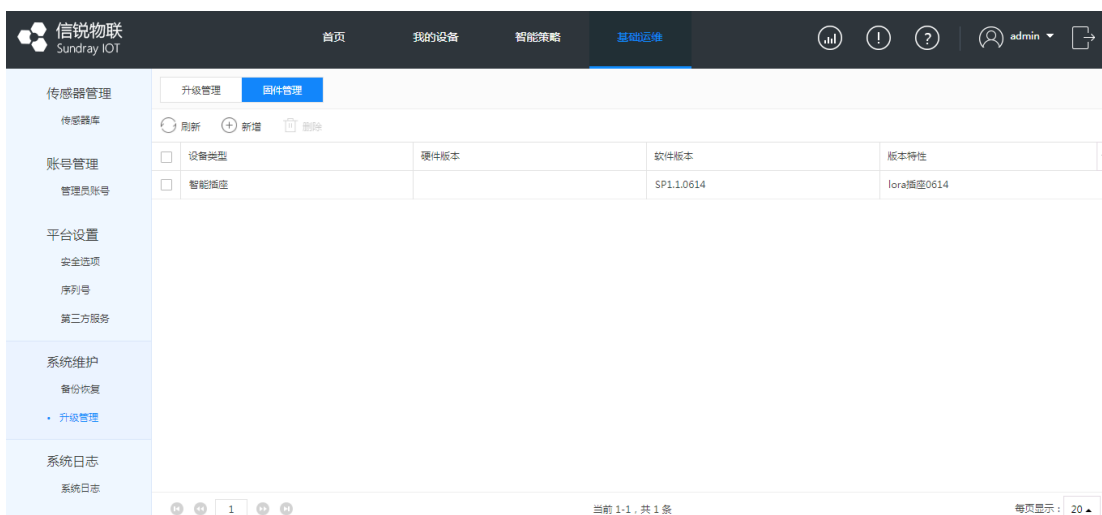 信锐物联
Sundray IOT
首页 我的设备 智能策略 基础运维 admin
传感器管理
传感器库
账号管理
管理员账号
平台设置
安全选项
序列号
第三方服务
系统维护
备份恢复
升级管理
系统日志
系统日志
升级管理 固件管理
刷新 新增 删除
设备类型 硬件版本 软件版本 版本特性
智能插座 SP1.1.0614 lora插座0614
1 当前 1-1 , 共 1 条 每页显示 : 20